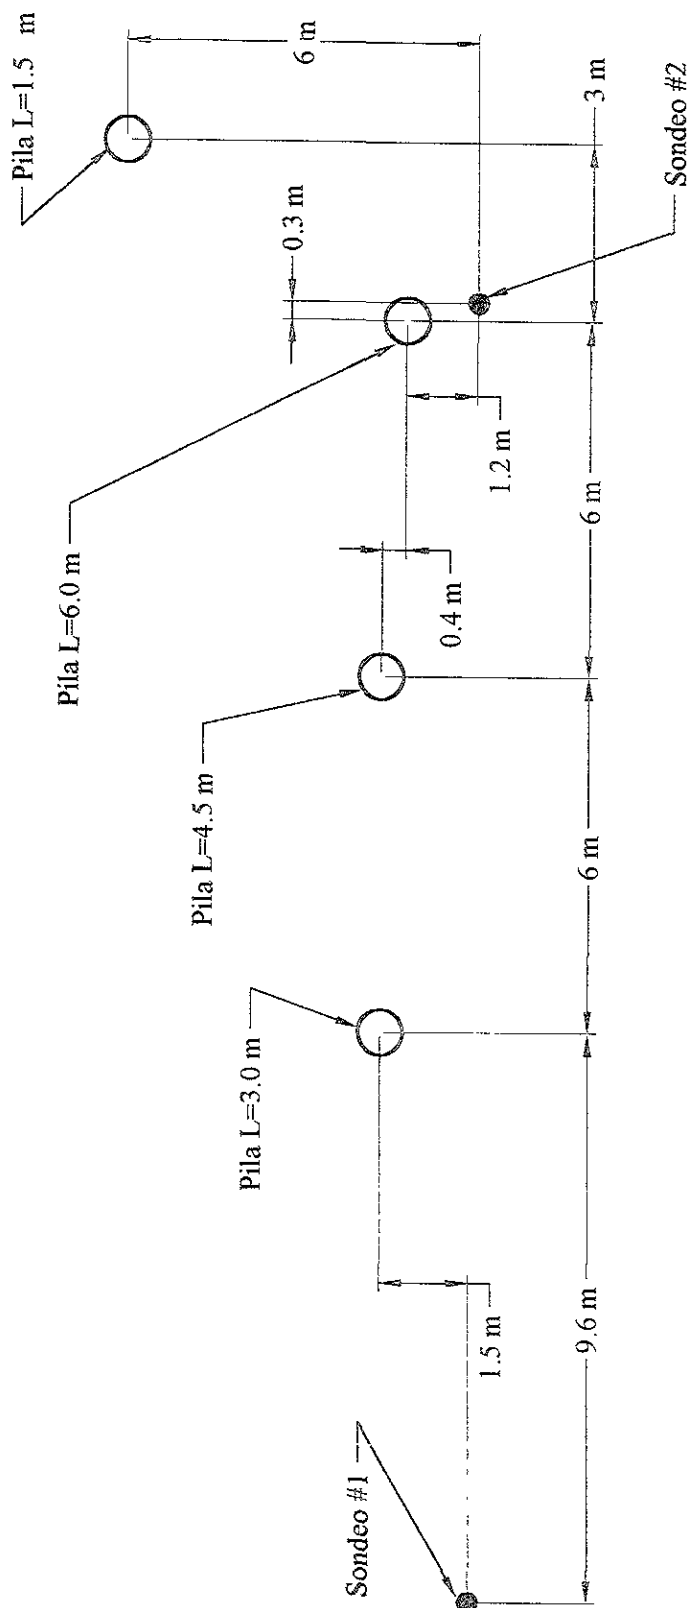 Pila L=1.5 m
6 m
Sondeo #2
3 m
0.3 m
Pila L=6.0 m
1.2 m
6 m
0.4 m
Pila L=4.5 m
6 m
Pila L=3.0 m
1.5 m
9.6 m
Sondeo #1